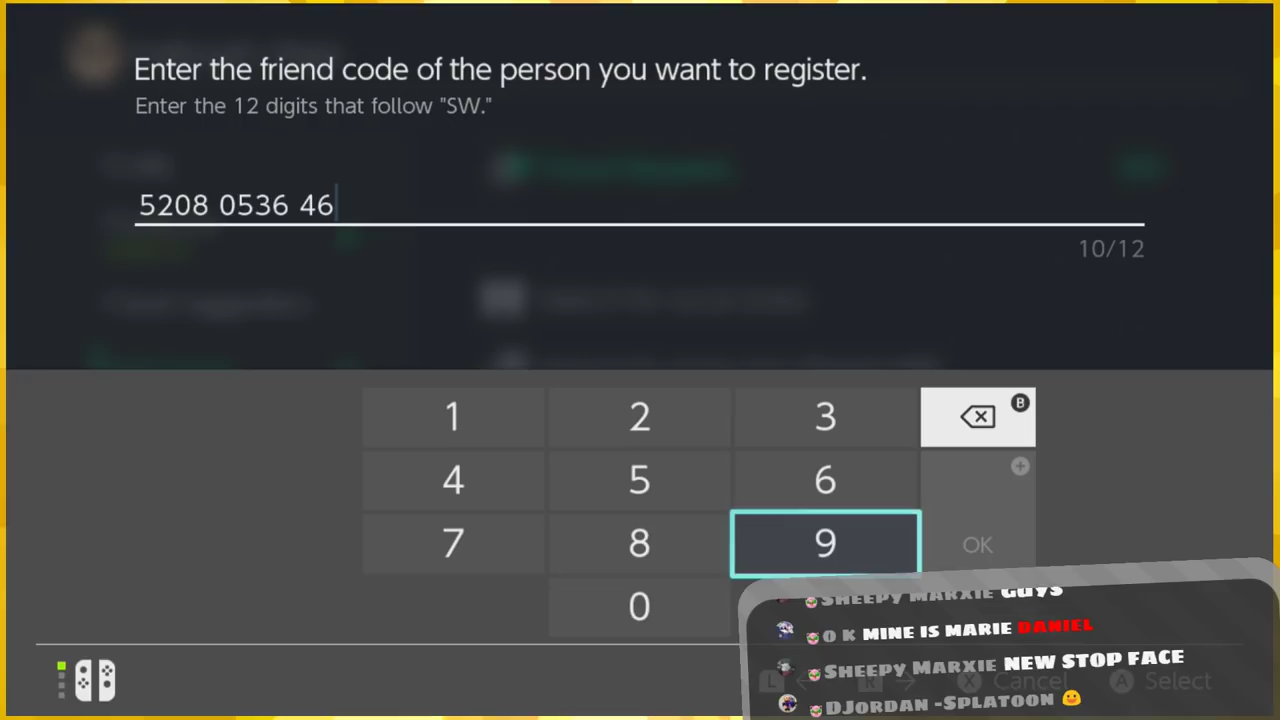 Enter the friend code of the person you want to register.
Enter the 12 digits that follow "SW."
5208 0536 46
10/12
1 2 3 B
4 5 6
7 8 9 OK
0
SHEEPY MARXIE GUYS
O K MINE IS MARIE DANIEL
SHEEPY MARXIE NEW STOP FACE
DJORDAN -SPLATOON
L R X Cancel A Select